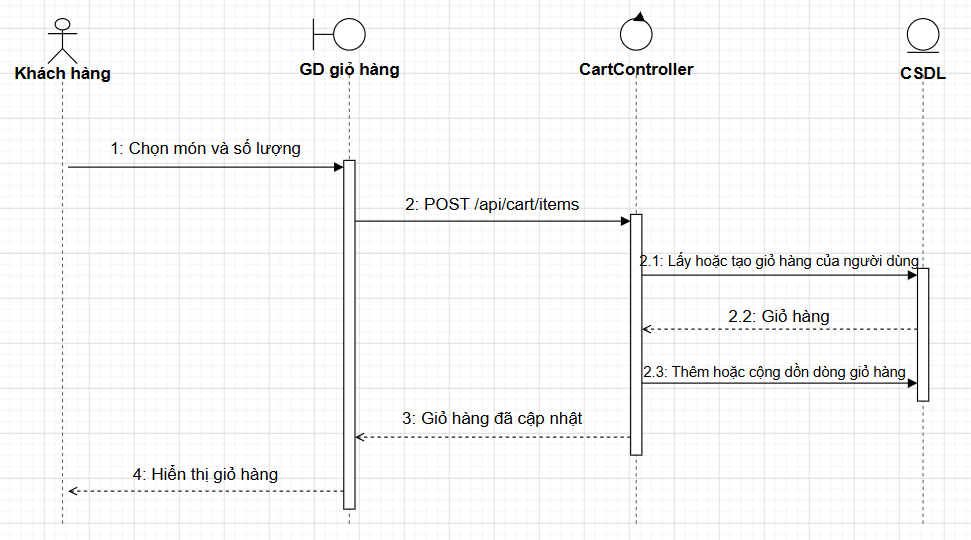 Khách hàng
GD giỏ hàng
CartController
CSDL
1: Chọn món và số lượng
2: POST /api/cart/items
2.1: Lấy hoặc tạo giỏ hàng của người dùng
2.2: Giỏ hàng
2.3: Thêm hoặc cộng dồn dòng giỏ hàng
3: Giỏ hàng đã cập nhật
4: Hiển thị giỏ hàng